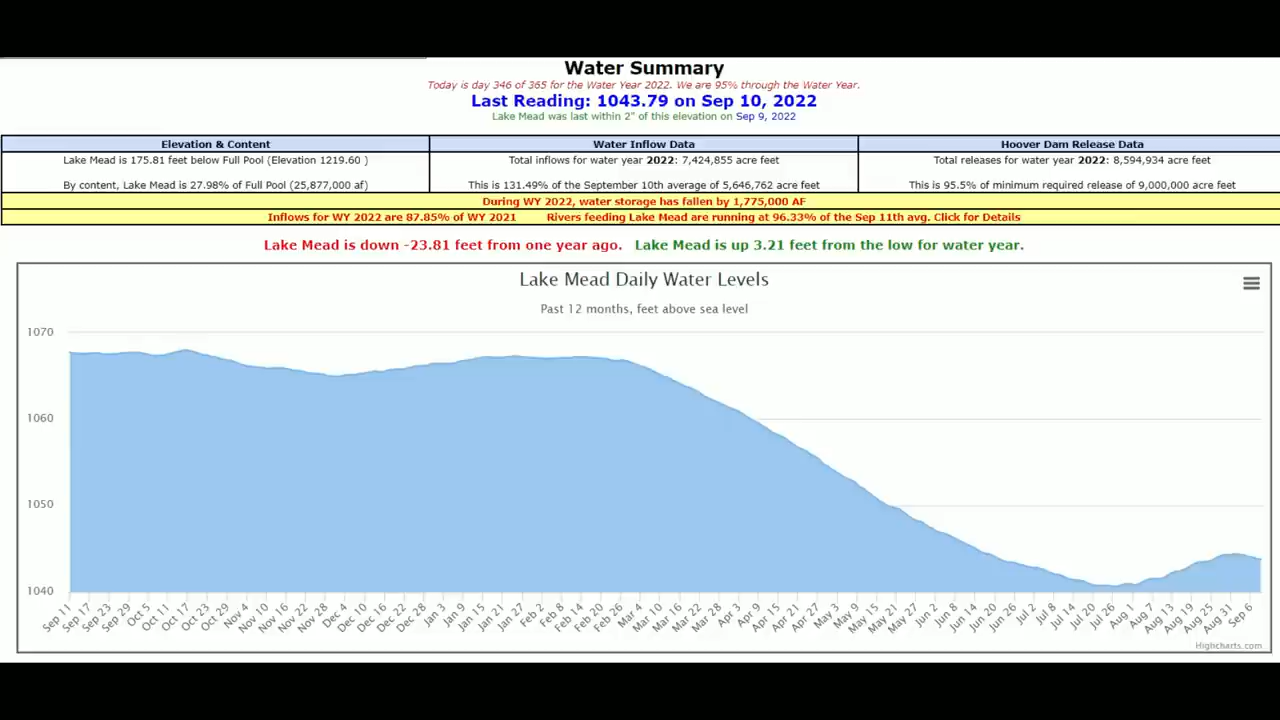 Water Summary
Today is day 346 of 365 for the Water Year 2022. We are 95% through the Water Year.
Last Reading: 1043.79 on Sep 10, 2022
Lake Mead was last within 2" of this elevation on Sep 9, 2022
Elevation & Content
Lake Mead is 175.81 feet below Full Pool (Elevation 1219.60 )
By content, Lake Mead is 27.98% of Full Pool (25,877,000 af)
Water Inflow Data
Total inflows for water year 2022: 7,424,855 acre feet
This is 131.49% of the September 10th average of 5,646,762 acre feet
Hoover Dam Release Data
Total releases for water year 2022: 8,594,934 acre feet
This is 95.5% of minimum required release of 9,000,000 acre feet
During WY 2022, water storage has fallen by 1,775,000 AF
Inflows for WY 2022 are 87.85% of WY 2021 Rivers feeding Lake Mead are running at 96.33% of the Sep 11th avg. Click for Details
Lake Mead is down -23.81 feet from one year ago. Lake Mead is up 3.21 feet from the low for water year.
Lake Mead Daily Water Levels
Past 12 months, feet above sea level
1070
1060
1050
1040
Sep 11 Sep 17 Sep 23 Sep 29 Oct 5 Oct 11 Oct 17 Oct 23 Oct 29 Nov 4 Nov 10 Nov 16 Nov 22 Nov 28 Dec 4 Dec 10 Dec 16 Dec 22 Dec 28 Jan 3 Jan 9 Jan 15 Jan 21 Jan 27 Feb 2 Feb 8 Feb 14 Feb 20 Feb 26 Mar 4 Mar 10 Mar 16 Mar 22 Mar 28 Apr 3 Apr 9 Apr 15 Apr 21 Apr 27 May 3 May 9 May 15 May 21 May 27 Jun 2 Jun 8 Jun 14 Jun 20 Jun 26 Jul 2 Jul 8 Jul 14 Jul 20 Jul 26 Aug 1 Aug 7 Aug 13 Aug 19 Aug 25 Aug 31 Sep 6
Highcharts.com